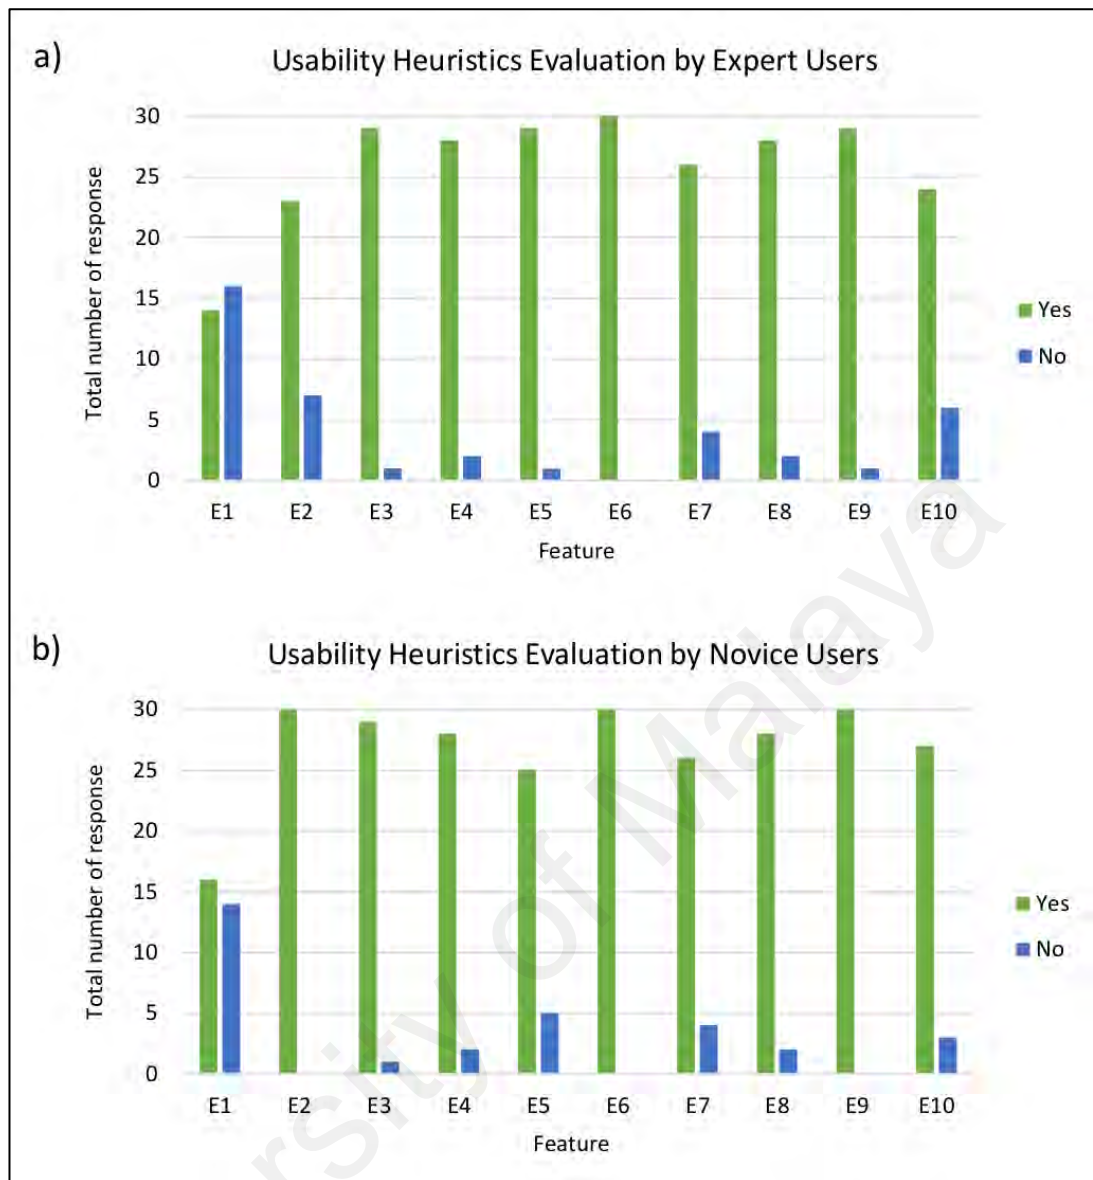 a)
Usability Heuristics Evaluation by Expert Users
30
25
20
15
10
5
0
Total number of response
E1 E2 E3 E4 E5 E6 E7 E8 E9 E10
Feature
Yes
No
b)
Usability Heuristics Evaluation by Novice Users
30
25
20
15
10
5
0
Total number of response
E1 E2 E3 E4 E5 E6 E7 E8 E9 E10
Feature
Yes
No
rsity of Malaya